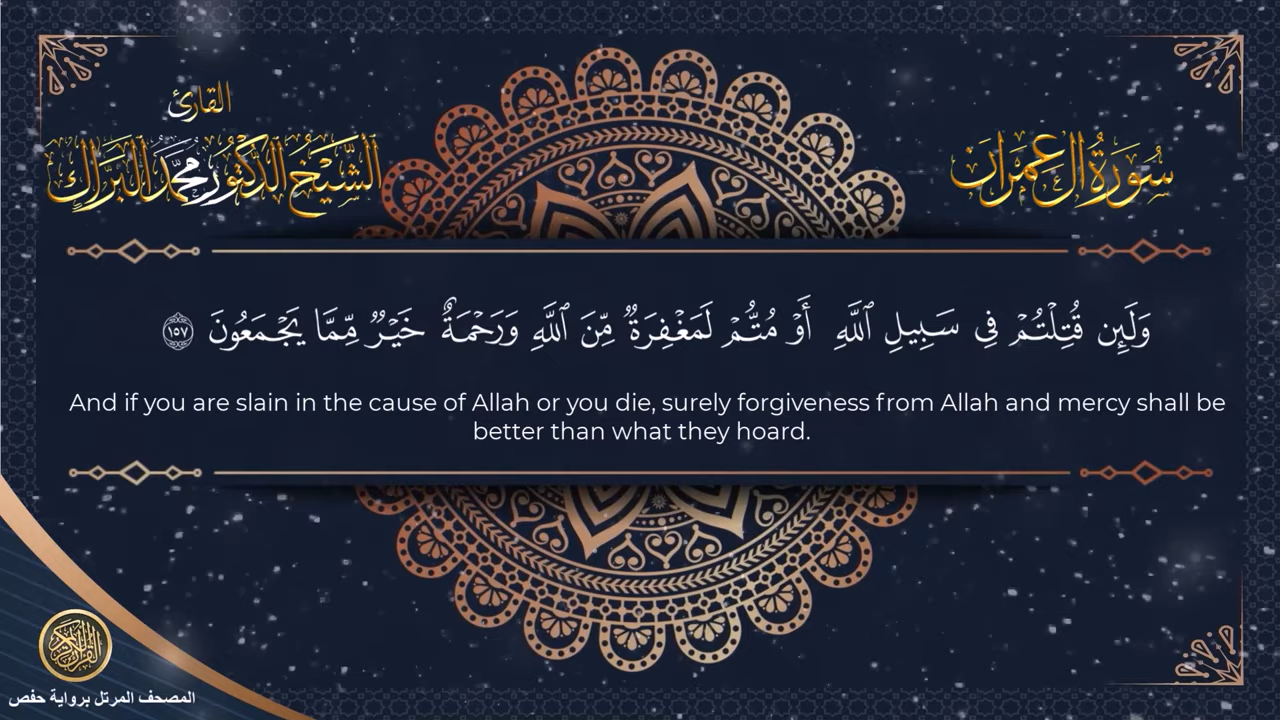 القارئ
الشيخ الدكتور محمد البراك
سورة آل عمران
وَلَئِن قُتِلْتُمْ فِى سَبِيلِ ٱللَّهِ أَوْ مُتُّمْ لَمَغْفِرَةٌ مِّنَ ٱللَّهِ وَرَحْمَةٌ خَيْرٌ مِّمَّا يَجْمَعُونَ ١٥٧
And if you are slain in the cause of Allah or you die, surely forgiveness from Allah and mercy shall be
better than what they hoard.
القرآن الكريم
المصحف المرتل برواية حفص